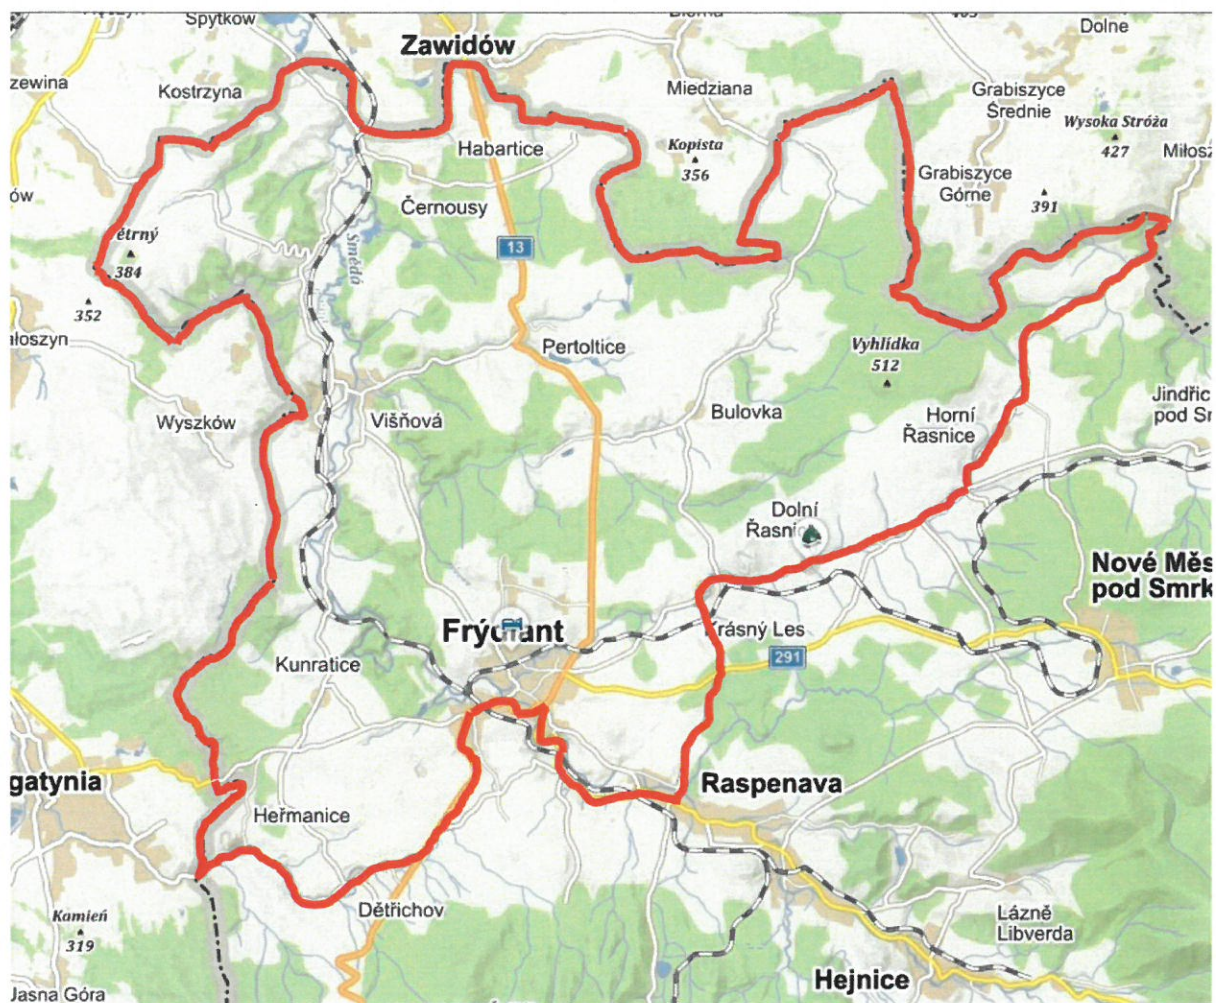 Spytków
Zawidów
Dolne
Kostrzyna
Miedziana
Grabiszyce
Średnie
Wysoka Stróża
427
Habartice
Kopista
356
Grabiszyce
Górne
391
Černousy
13
Smědá
384
352
Pertoltice
Vyhlídka
512
Wyszków
Višňová
Bulovka
Horní
Řasnice
Jindřic
pod Sm
Dolní
Nové Měs
pod Smrk
Frýdlant
Krásný Les
291
Kunratice
gatynia
Raspenava
Heřmanice
Dětřichov
Kamień
319
Lázně
Libverda
Hejnice
Jasna Góra